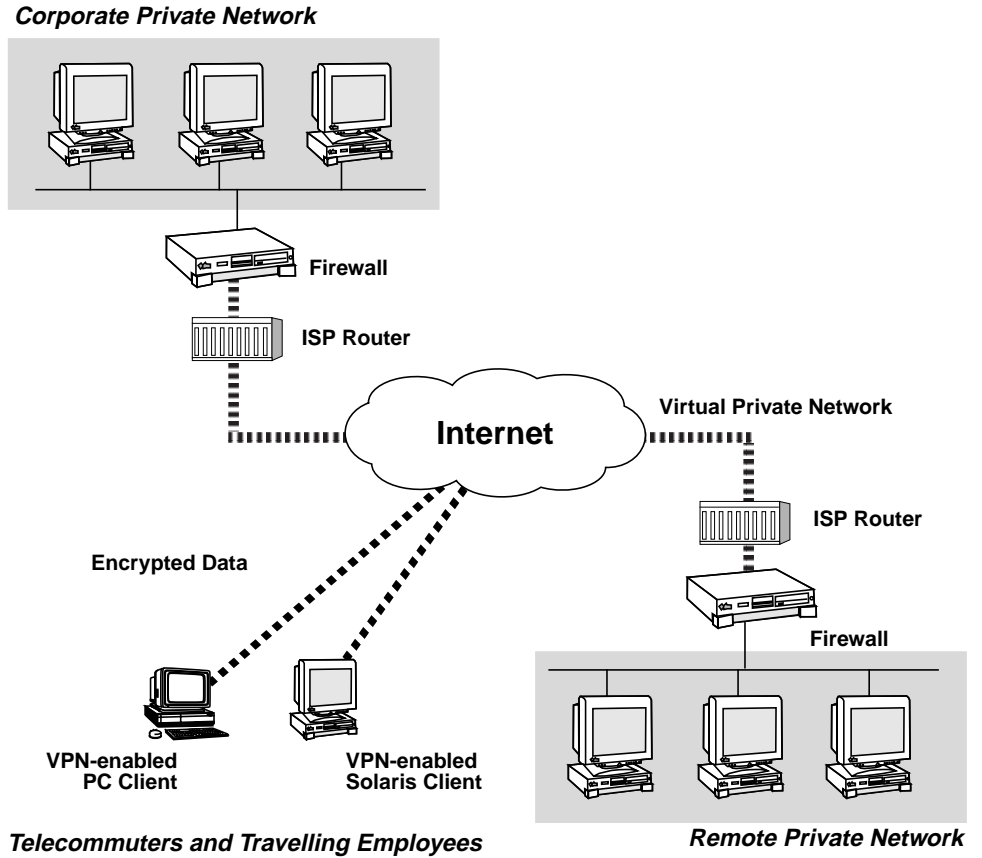 Corporate Private Network
Firewall
ISP Router
Internet
Virtual Private Network
ISP Router
Encrypted Data
Firewall
VPN-enabled
PC Client
VPN-enabled
Solaris Client
Telecommuters and Travelling Employees
Remote Private Network